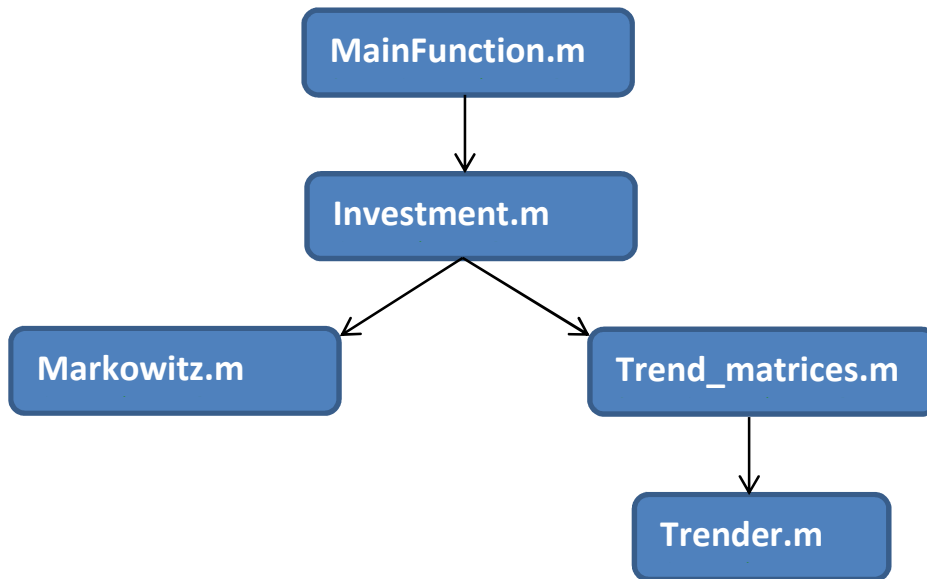 MainFunction.m
Investment.m
Markowitz.m
Trend_matrices.m
Trender.m